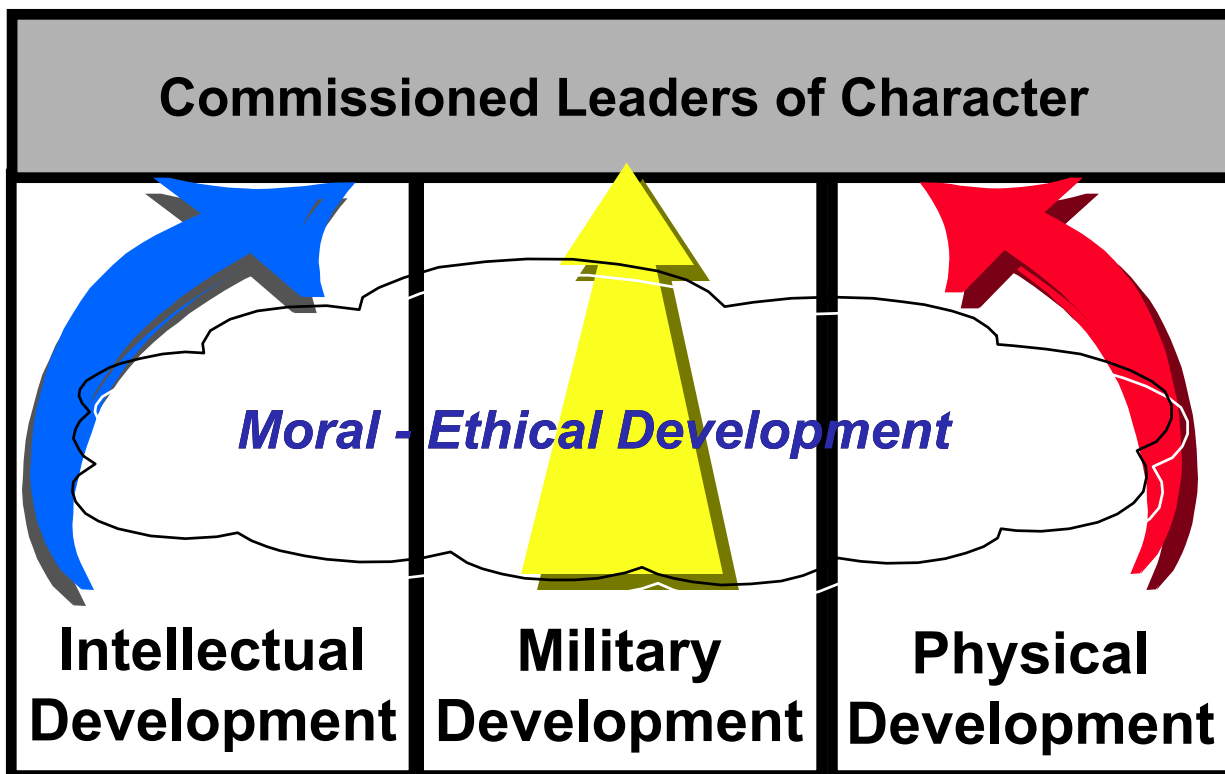 Commissioned Leaders of Character
Moral - Ethical Development
Intellectual
Development
Military
Development
Physical
Development